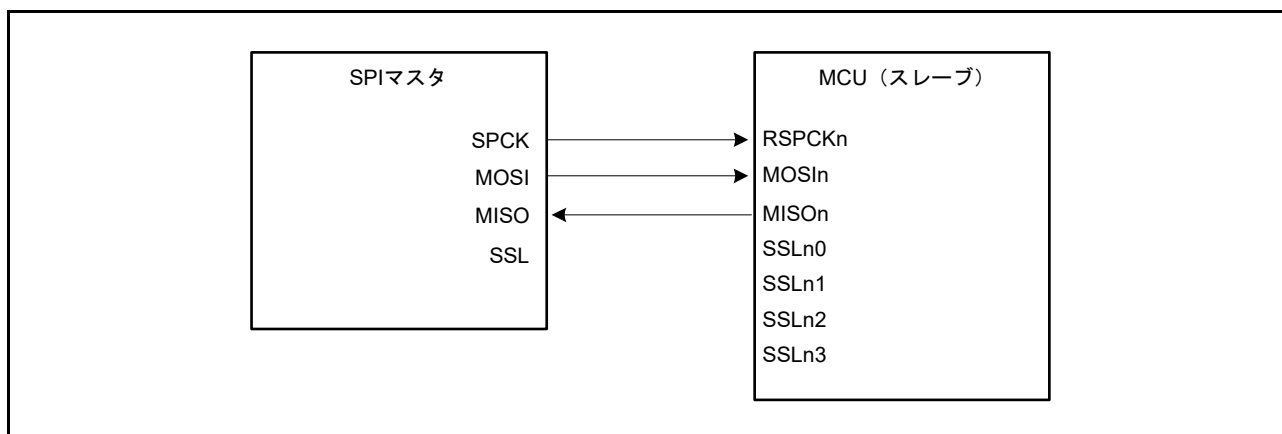 SPIマスタ
SPCK
MOSI
MISO
SSL
MCU（スレーブ）
RSPCKn
MOSIn
MISOn
SSLn0
SSLn1
SSLn2
SSLn3